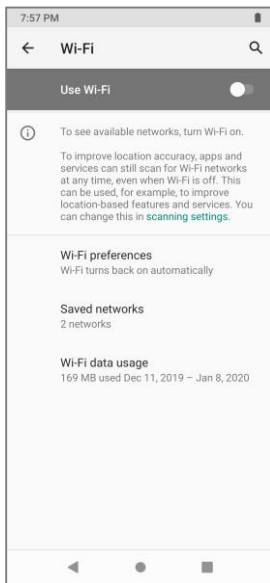 7:57 PM
Wi-Fi
Use Wi-Fi
To see available networks, turn Wi-Fi on.
To improve location accuracy, apps and
services can still scan for Wi-Fi networks
at any time, even when Wi-Fi is off. This
can be used, for example, to improve
location-based features and services. You
can change this in scanning settings.
Wi-Fi preferences
Wi-Fi turns back on automatically
Saved networks
2 networks
Wi-Fi data usage
169 MB used Dec 11, 2019 – Jan 8, 2020